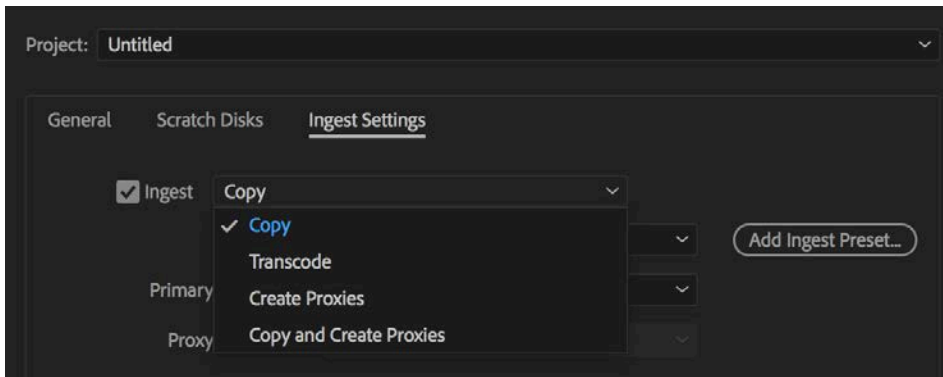 Project: Untitled
General Scratch Disks Ingest Settings
Ingest Copy
Copy
Add Ingest Preset...
Transcode
Primary
Create Proxies
Proxy
Copy and Create Proxies